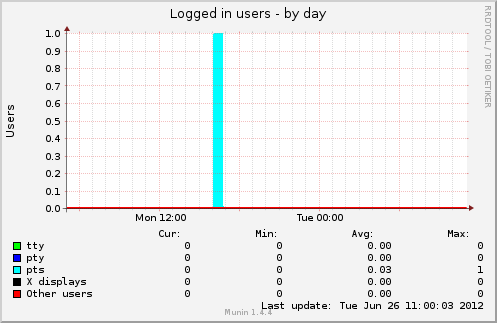 Logged in users - by day
RRDTOOL / TOBI OETIKER
Users
1.0
0.9
0.8
0.7
0.6
0.5
0.4
0.3
0.2
0.1
0.0
Mon 12:00 Tue 00:00
Cur: Min: Avg: Max:
tty 0 0 0.00 0
pty 0 0 0.00 0
pts 0 0 0.03 1
X displays 0 0 0.00 0
Other users 0 0 0.00 0
Last update: Tue Jun 26 11:00:03 2012
Munin 1.4.4